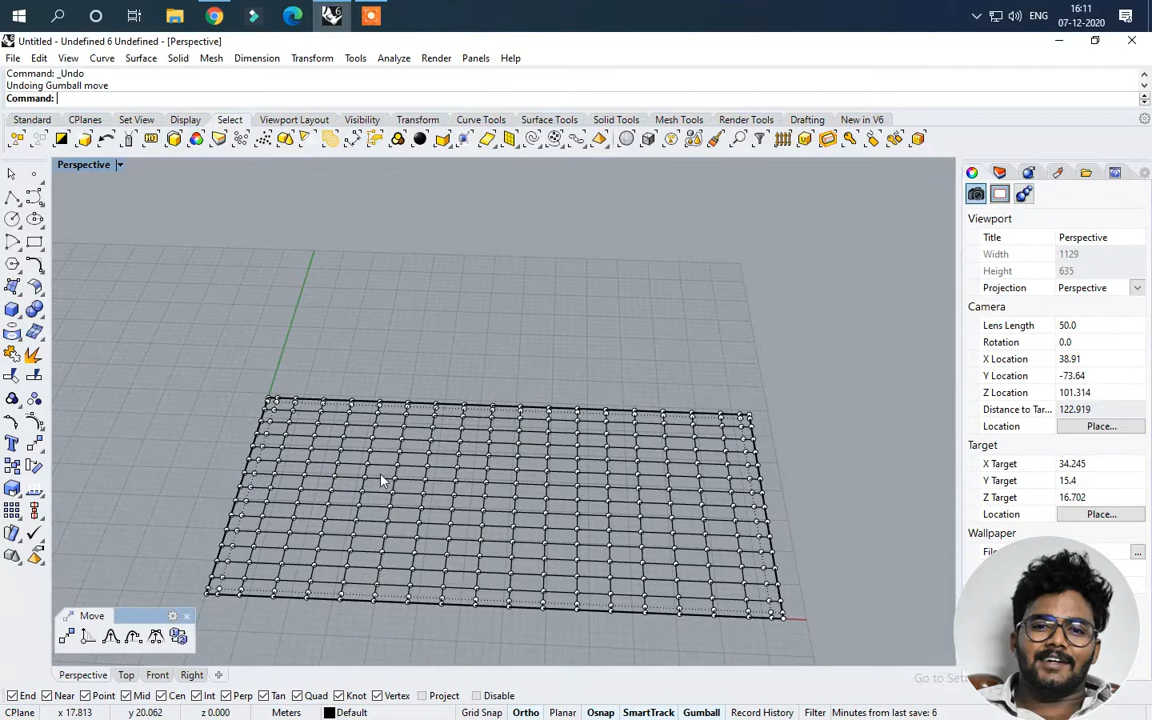 ENG
16:11
07-12-2020
6
Untitled - Undefined 6 Undefined - [Perspective]
File Edit View Curve Surface Solid Mesh Dimension Transform Tools Analyze Render Panels Help
Command: _Undo
Undoing Gumball move
Command:
Standard CPlanes Set View Display Select Viewport Layout Visibility Transform Curve Tools Surface Tools Solid Tools Mesh Tools Render Tools Drafting New in V6
Perspective
Viewport
Title Perspective
Width 1129
Height 635
Projection Perspective
Camera
Lens Length 50.0
Rotation 0.0
X Location 38.91
Y Location -73.64
Z Location 101.314
Distance to Tar... 122.919
Location Place...
Target
X Target 34.245
Y Target 15.4
Z Target 16.702
Location Place...
Wallpaper
...
Move
Perspective Top Front Right
Go to Se
End Near Point Mid Cen Int Perp Tan Quad Knot Vertex Project Disable
CPlane x 17.813 y 20.062 z 0.000 Meters Default Grid Snap Ortho Planar Osnap SmartTrack Gumball Record History Filter Minutes from last save: 6